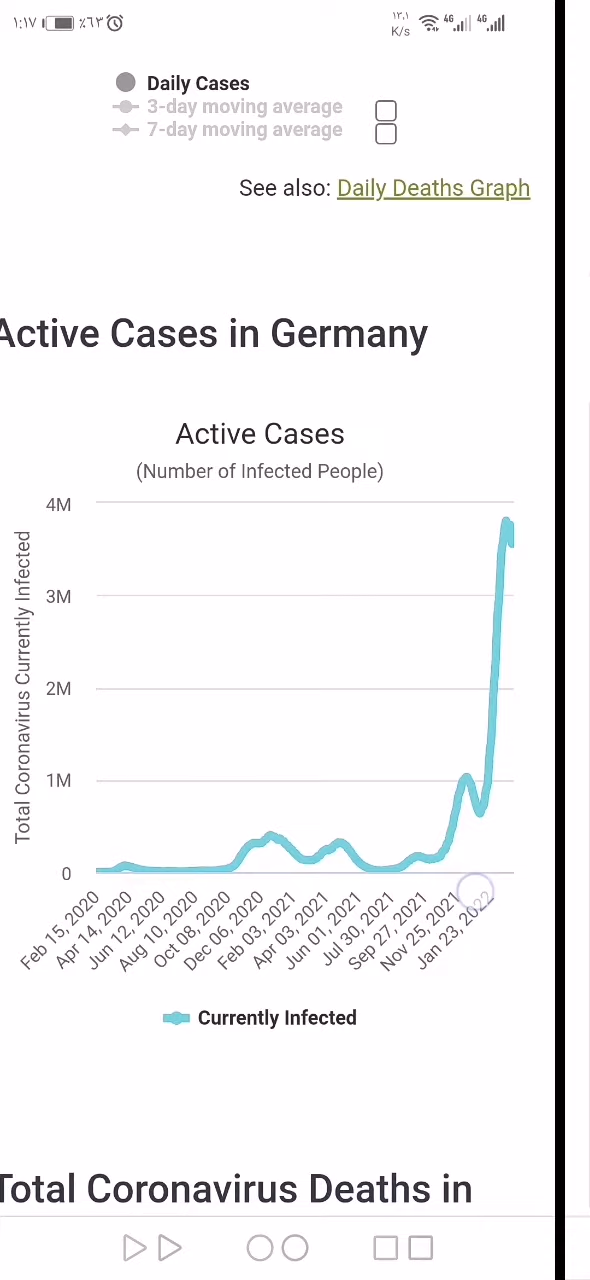 ١:١٧ ٪٦٣ ١٣.١ 4G 4G
K/s
Daily Cases
3-day moving average
7-day moving average
See also: Daily Deaths Graph
Active Cases in Germany
Active Cases
(Number of Infected People)
Total Coronavirus Currently Infected
4M
3M
2M
1M
0
Feb 15, 2020
Apr 14, 2020
Jun 12, 2020
Aug 10, 2020
Oct 08, 2020
Dec 06, 2020
Feb 03, 2021
Apr 03, 2021
Jun 01, 2021
Jul 30, 2021
Sep 27, 2021
Nov 25, 2021
Jan 23, 2022
Currently Infected
Total Coronavirus Deaths in